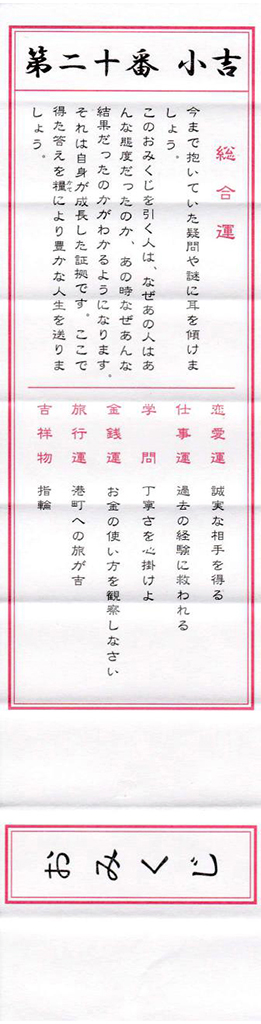 第二十番 小吉
総合運
今まで抱いていた疑問や謎に耳を傾けま
しょう。
このおみくじを引く人は、なぜあの人はあ
んな態度だったのか、あの時なぜあんな
結果だったのかがわかるようになります。
それは自身が成長した証拠です。ここで
得た答えを糧により豊かな人生を送りま
しょう。
恋愛運 誠実な相手を得る
仕事運 過去の経験に救われる
学問 丁寧さを心掛けよ
金銭運 お金の使い方を観察しなさい
旅行運 港町への旅が吉
吉祥物 指輪
おみくじ